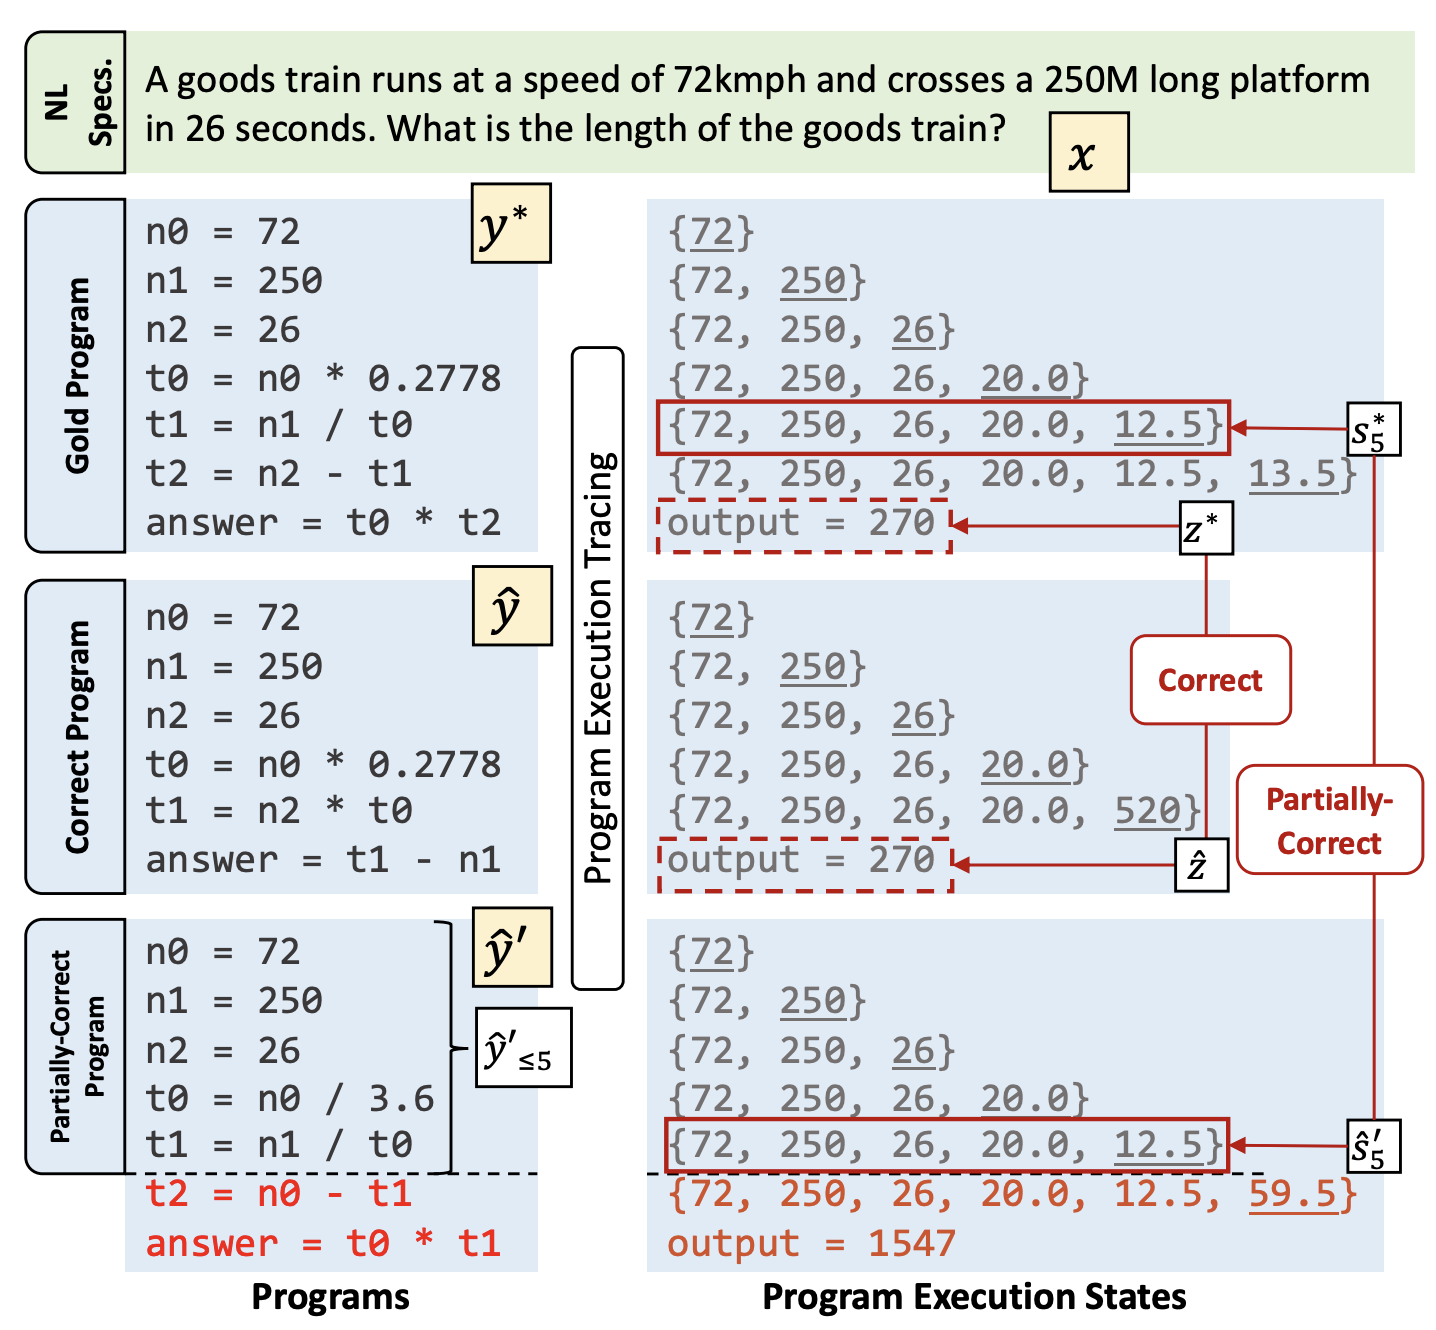 NL
Specs.
A goods train runs at a speed of 72kmph and crosses a 250M long platform
in 26 seconds. What is the length of the goods train?
x
Gold Program
y*
n0 = 72
n1 = 250
n2 = 26
t0 = n0 * 0.2778
t1 = n1 / t0
t2 = n2 - t1
answer = t0 * t2
{72}
{72, 250}
{72, 250, 26}
{72, 250, 26, 20.0}
{72, 250, 26, 20.0, 12.5}
{72, 250, 26, 20.0, 12.5, 13.5}
output = 270
s₅*
z*
Program Execution Tracing
Correct Program
ŷ
n0 = 72
n1 = 250
n2 = 26
t0 = n0 * 0.2778
t1 = n2 * t0
answer = t1 - n1
{72}
{72, 250}
{72, 250, 26}
{72, 250, 26, 20.0}
{72, 250, 26, 20.0, 520}
output = 270
Correct
ẑ
Partially-
Correct
Partially-Correct
Program
ŷ′
ŷ′≤5
n0 = 72
n1 = 250
n2 = 26
t0 = n0 / 3.6
t1 = n1 / t0
t2 = n0 - t1
answer = t0 * t1
{72}
{72, 250}
{72, 250, 26}
{72, 250, 26, 20.0}
{72, 250, 26, 20.0, 12.5}
{72, 250, 26, 20.0, 12.5, 59.5}
output = 1547
ŝ′₅
Programs
Program Execution States